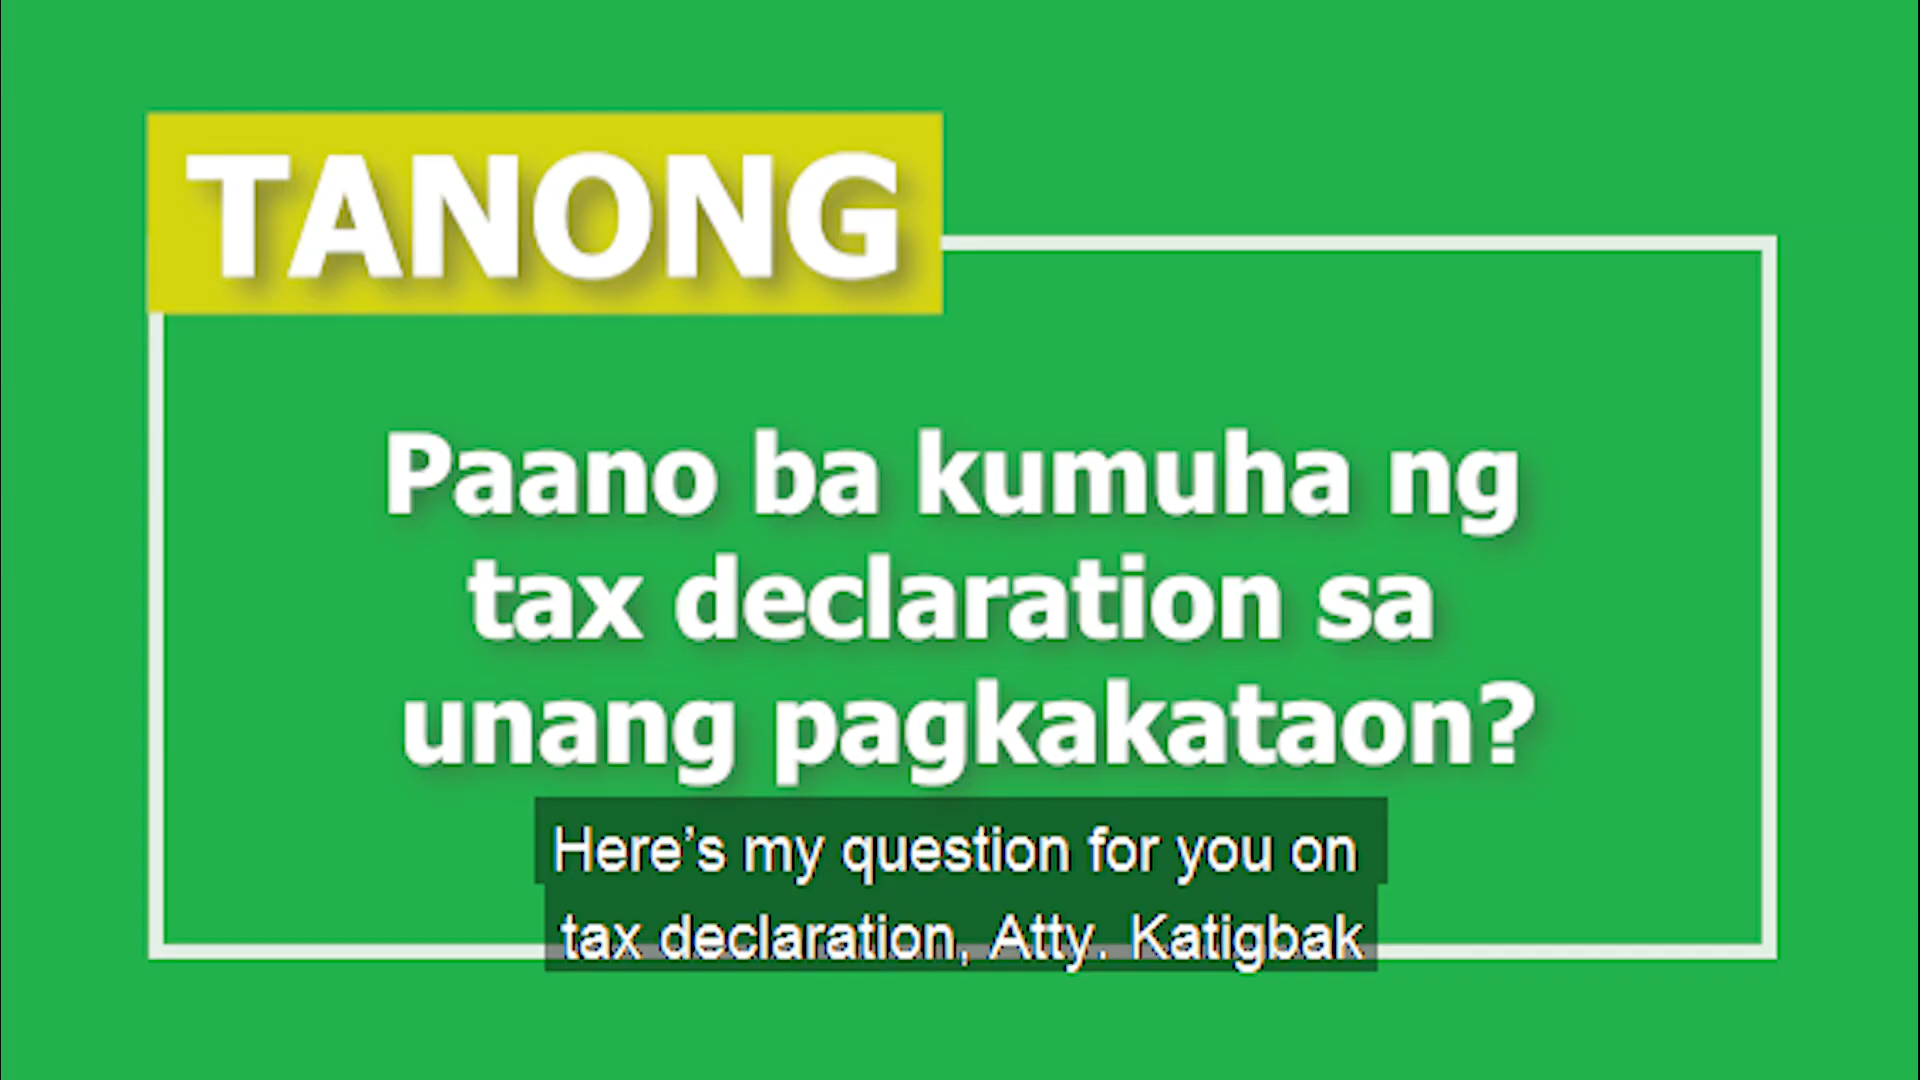 TANONG
Paano ba kumuha ng
tax declaration sa
unang pagkakataon?
Here’s my question for you on
tax declaration, Atty. Katigbak